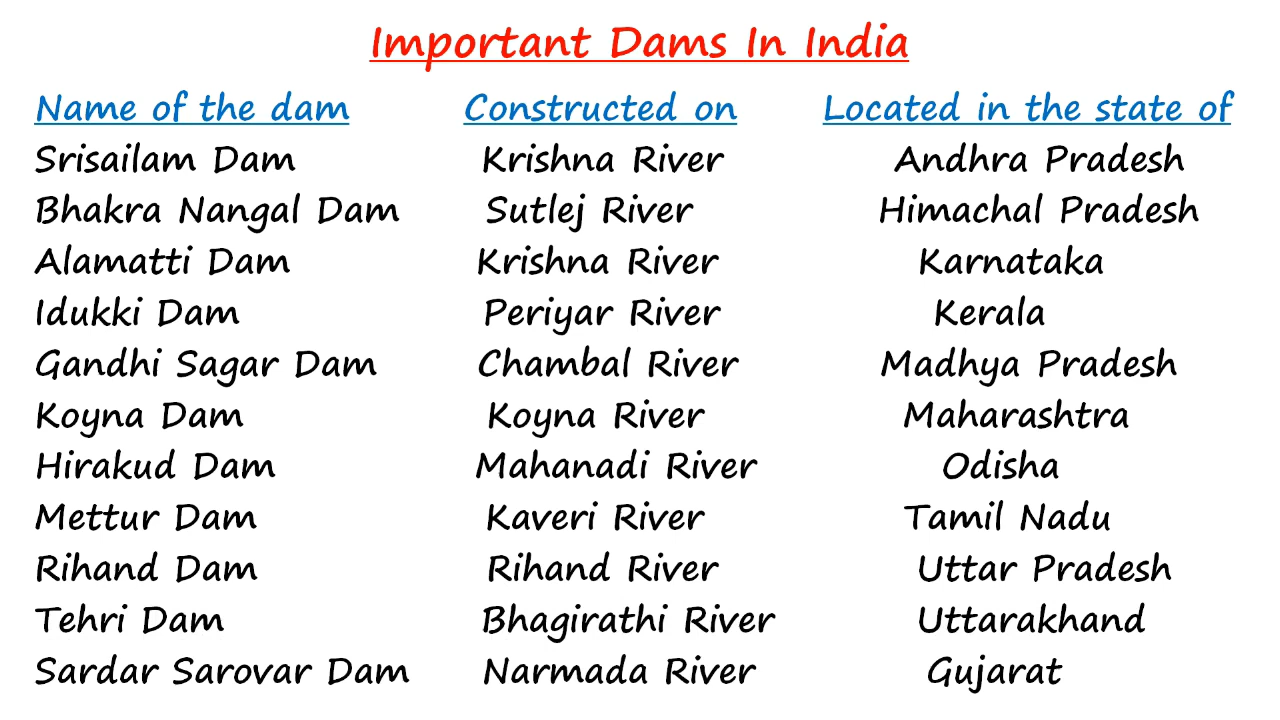 Important Dams In India
Name of the dam Constructed on Located in the state of
Srisailam Dam Krishna River Andhra Pradesh
Bhakra Nangal Dam Sutlej River Himachal Pradesh
Alamatti Dam Krishna River Karnataka
Idukki Dam Periyar River Kerala
Gandhi Sagar Dam Chambal River Madhya Pradesh
Koyna Dam Koyna River Maharashtra
Hirakud Dam Mahanadi River Odisha
Mettur Dam Kaveri River Tamil Nadu
Rihand Dam Rihand River Uttar Pradesh
Tehri Dam Bhagirathi River Uttarakhand
Sardar Sarovar Dam Narmada River Gujarat